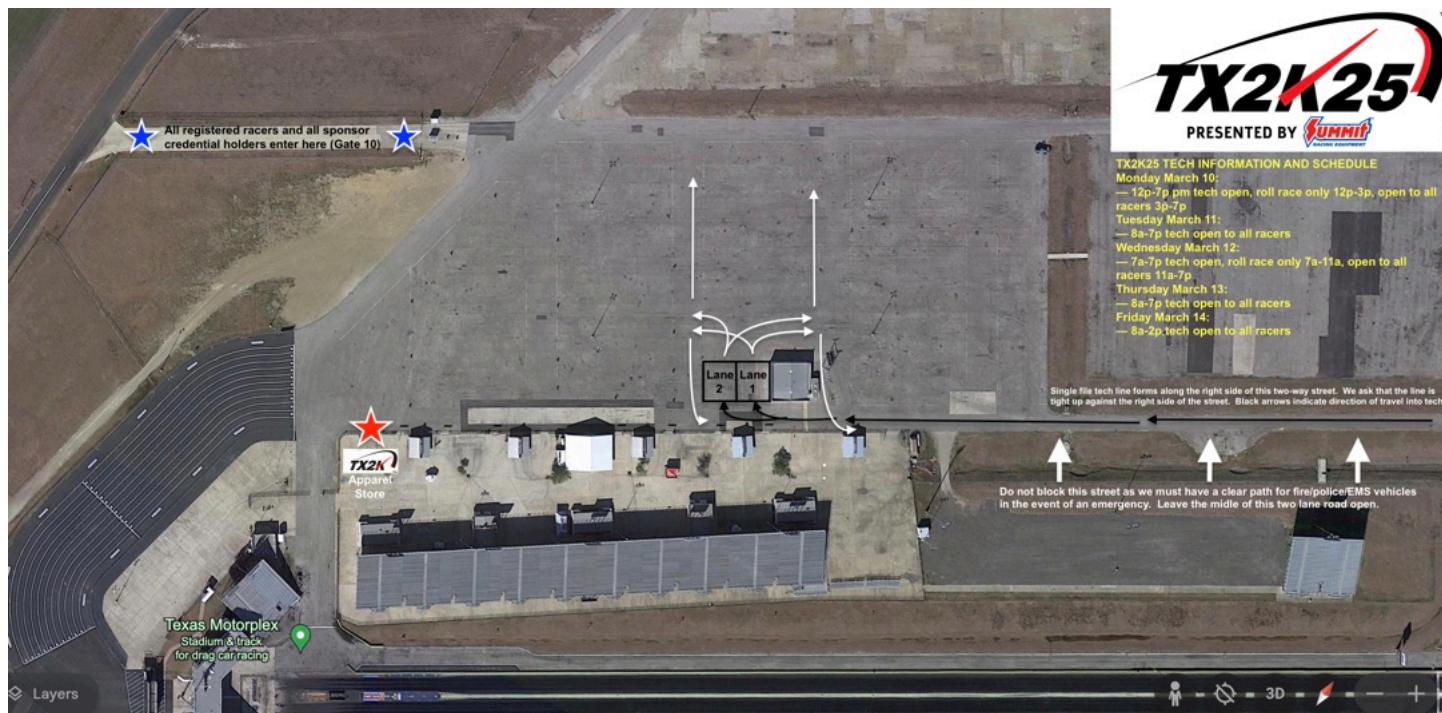 TX2K25
PRESENTED BY Summit
RACING EQUIPMENT
TX2K25 TECH INFORMATION AND SCHEDULE
Monday March 10:
— 12p-7p pm tech open, roll race only 12p-3p, open to all
racers 3p-7p
Tuesday March 11:
— 8a-7p tech open to all racers
Wednesday March 12:
— 7a-7p tech open, roll race only 7a-11a, open to all
racers 11a-7p
Thursday March 13:
— 8a-7p tech open to all racers
Friday March 14:
— 8a-2p tech open to all racers
All registered racers and all sponsor
credential holders enter here (Gate 10)
Lane
2
Lane
1
Single file tech line forms along the right side of this two-way street. We ask that the line is
tight up against the right side of the street. Black arrows indicate direction of travel into tech
TX2K
Apparel
Store
Do not block this street as we must have a clear path for fire/police/EMS vehicles
in the event of an emergency. Leave the midle of this two lane road open.
Texas Motorplex
Stadium & track
for drag car racing
Layers
3D